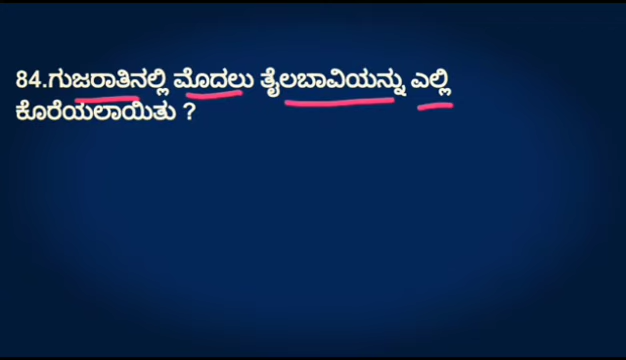 84.ಗುಜರಾತಿನಲ್ಲಿ ಮೊದಲು ತೈಲಬಾವಿಯನ್ನು ಎಲ್ಲಿ
ಕೊರೆಯಲಾಯಿತು ?